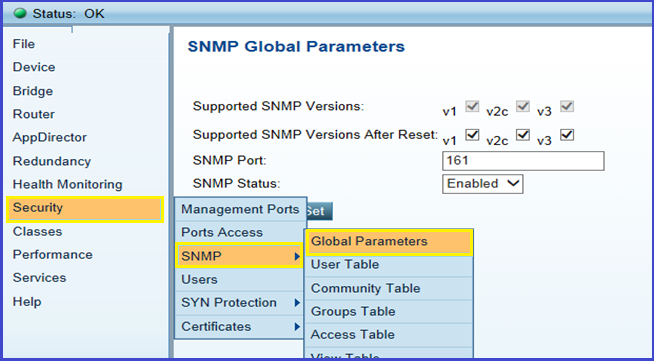 Status: OK
File
Device
Bridge
Router
AppDirector
Redundancy
Health Monitoring
Security
Classes
Performance
Services
Help
SNMP Global Parameters
Supported SNMP Versions: v1 v2c v3
Supported SNMP Versions After Reset: v1 v2c v3
SNMP Port: 161
SNMP Status: Enabled
Set
Management Ports
Ports Access
SNMP
Users
SYN Protection
Certificates
Global Parameters
User Table
Community Table
Groups Table
Access Table
View Table